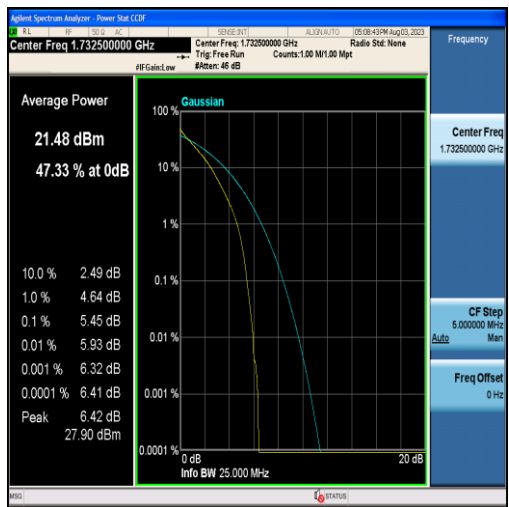 Agilent Spectrum Analyzer - Power Stat CCDF
RL RF 50 Ω AC SENSE:INT ALIGN AUTO 05:08:43PM Aug 03, 2023
Center Freq 1.732500000 GHz
Center Freq: 1.732500000 GHz Radio Std: None
Trig: Free Run Counts:1.00 M/1.00 Mpt
#IFGain:Low #Atten: 46 dB
Frequency
Average Power
21.48 dBm
47.33 % at 0dB
10.0 % 2.49 dB
1.0 % 4.64 dB
0.1 % 5.45 dB
0.01 % 5.93 dB
0.001 % 6.32 dB
0.0001 % 6.41 dB
Peak 6.42 dB
27.90 dBm
Gaussian
100 %
10 %
1 %
0.1 %
0.01 %
0.001 %
0.0001 %
0 dB 20 dB
Info BW 25.000 MHz
Center Freq
1.732500000 GHz
CF Step
5.000000 MHz
Auto Man
Freq Offset
0 Hz
MSG STATUS